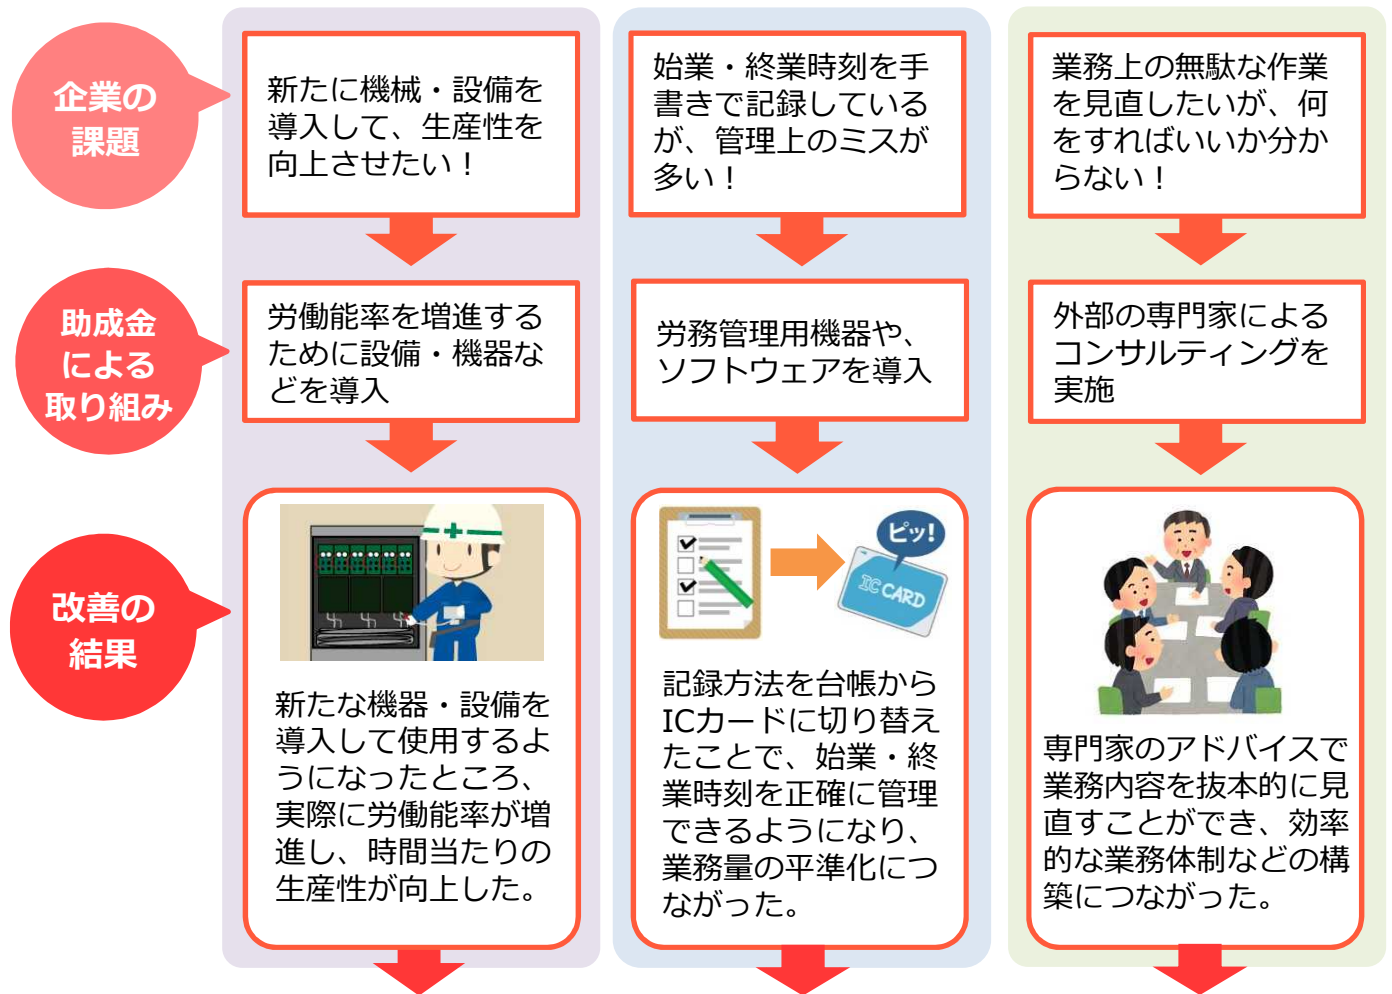 企業の
課題
新たに機械・設備を
導入して、生産性を
向上させたい！
始業・終業時刻を手
書きで記録している
が、管理上のミスが
多い！
業務上の無駄な作業
を見直したいが、何
をすればいいか分か
らない！
助成金
による
取り組み
労働能率を増進する
ために設備・機器な
どを導入
労務管理用機器や、
ソフトウェアを導入
外部の専門家による
コンサルティングを
実施
改善の
結果
新たな機器・設備を
導入して使用するよ
うになったところ、
実際に労働能率が増
進し、時間当たりの
生産性が向上した。
ピッ!
IC CARD
記録方法を台帳から
ICカードに切り替え
たことで、始業・終
業時刻を正確に管理
できるようになり、
業務量の平準化につ
ながった。
専門家のアドバイスで
業務内容を抜本的に見
直すことができ、効率
的な業務体制などの構
築につながった。